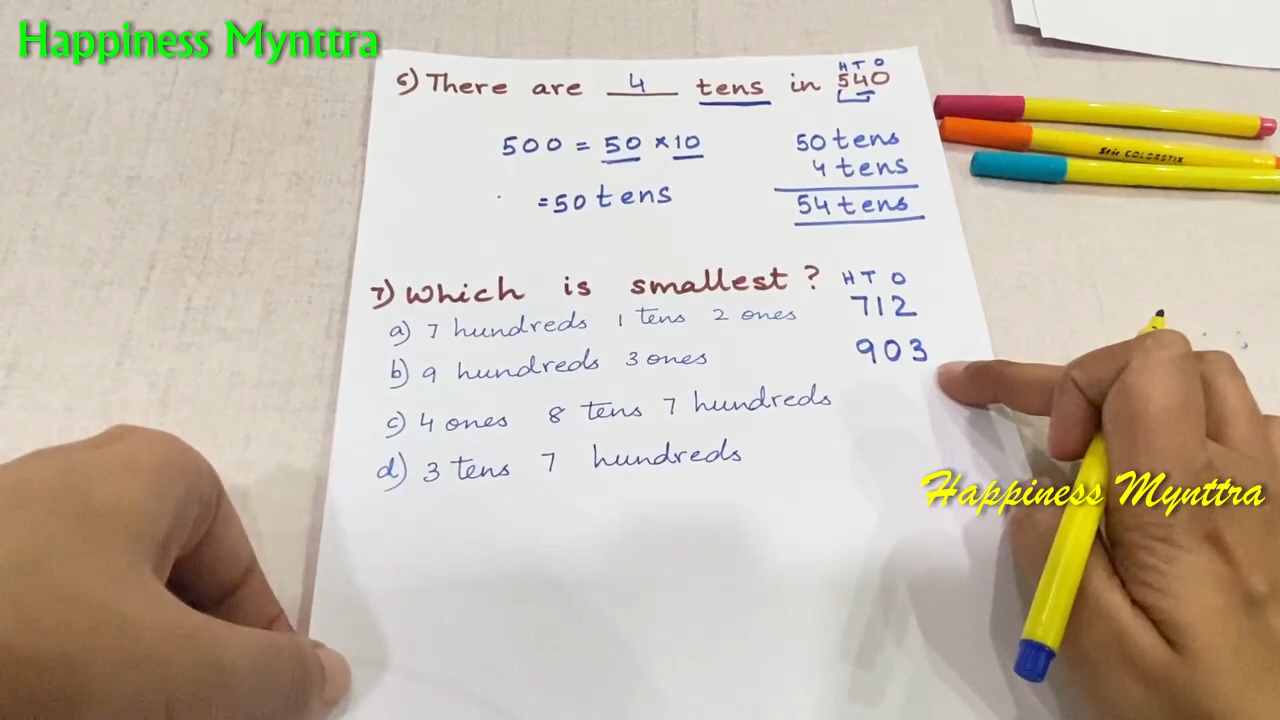 Happiness Mynttra
H T O
6) There are 4 tens in 540
500 = 50 × 10
50 tens
4 tens
= 50 tens
54 tens
7) Which is smallest? H T O
a) 7 hundreds 1 tens 2 ones 712
b) 9 hundreds 3 ones 903
c) 4 ones 8 tens 7 hundreds
d) 3 tens 7 hundreds
Stic COLORSTIX
Happiness Mynttra